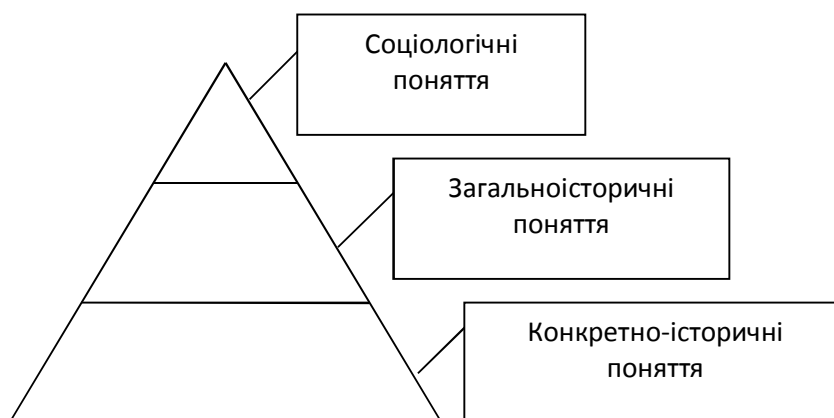 Соціологічні
поняття
Загальноісторичні
поняття
Конкретно-історичні
поняття